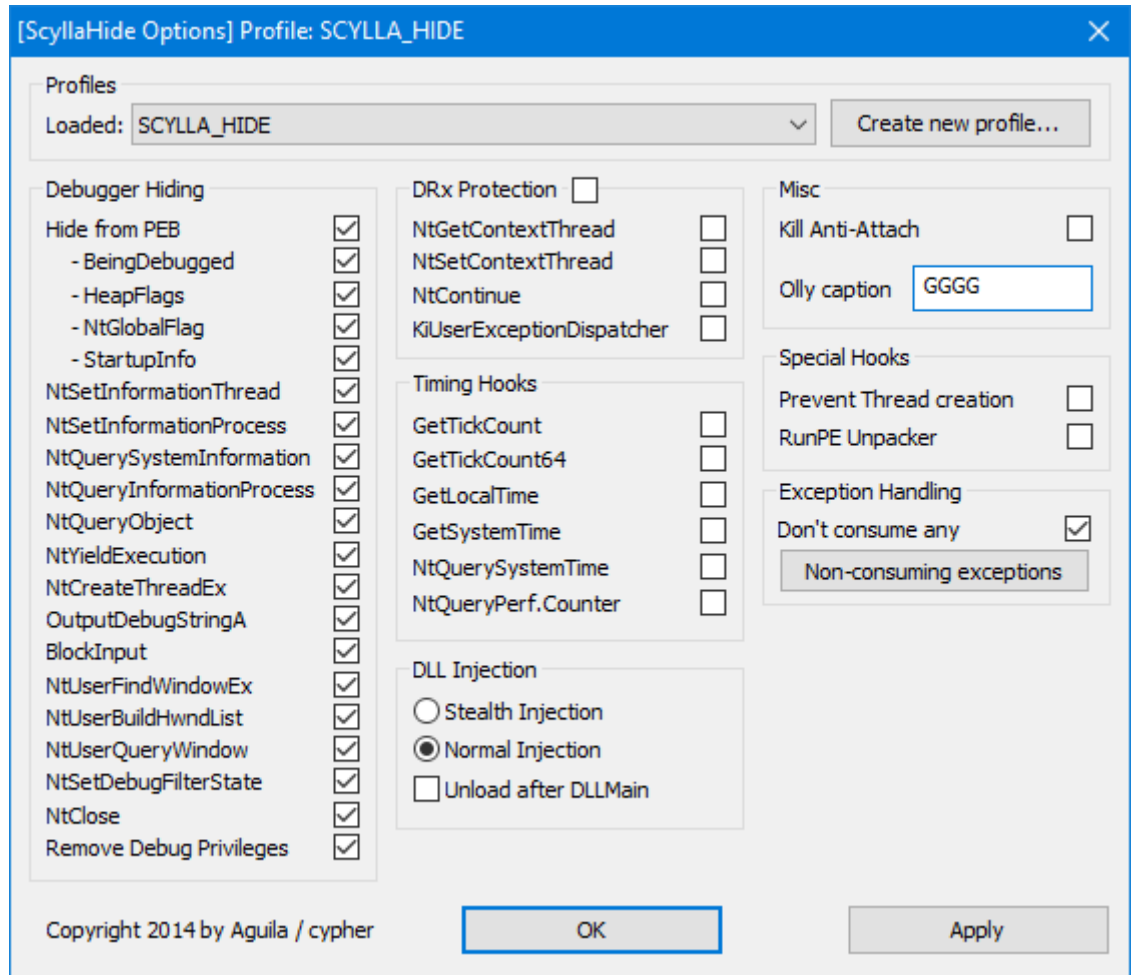 [ScyllaHide Options] Profile: SCYLLA_HIDE
Profiles
Loaded: SCYLLA_HIDE
Create new profile...
Debugger Hiding
Hide from PEB
- BeingDebugged
- HeapFlags
- NtGlobalFlag
- StartupInfo
NtSetInformationThread
NtSetInformationProcess
NtQuerySystemInformation
NtQueryInformationProcess
NtQueryObject
NtYieldExecution
NtCreateThreadEx
OutputDebugStringA
BlockInput
NtUserFindWindowEx
NtUserBuildHwndList
NtUserQueryWindow
NtSetDebugFilterState
NtClose
Remove Debug Privileges
DRx Protection
NtGetContextThread
NtSetContextThread
NtContinue
KiUserExceptionDispatcher
Timing Hooks
GetTickCount
GetTickCount64
GetLocalTime
GetSystemTime
NtQuerySystemTime
NtQueryPerf.Counter
DLL Injection
Stealth Injection
Normal Injection
Unload after DLLMain
Misc
Kill Anti-Attach
Olly caption GGGG
Special Hooks
Prevent Thread creation
RunPE Unpacker
Exception Handling
Don't consume any
Non-consuming exceptions
Copyright 2014 by Aguila / cypher
OK
Apply